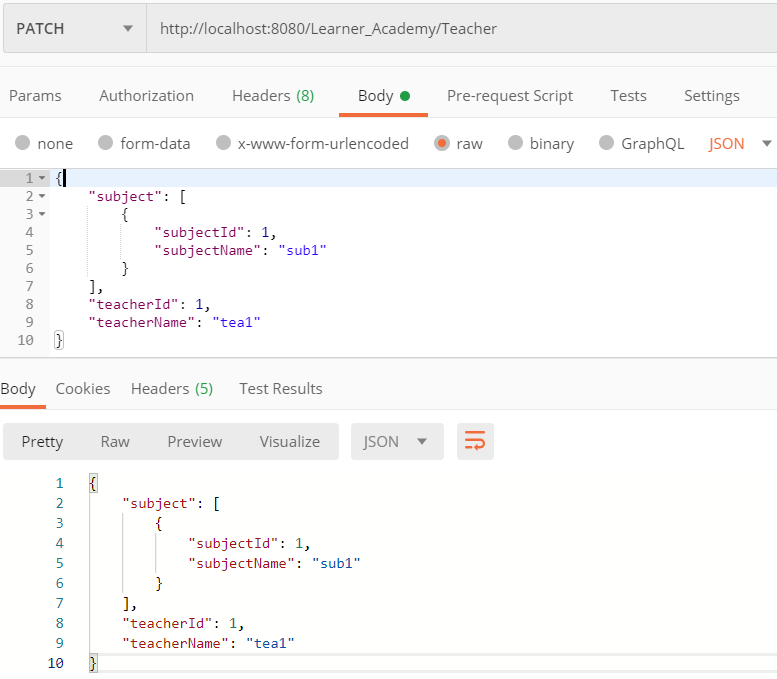 PATCH http://localhost:8080/Learner_Academy/Teacher
Params Authorization Headers (8) Body Pre-request Script Tests Settings
none form-data x-www-form-urlencoded raw binary GraphQL JSON
1 {
2 "subject": [
3 {
4 "subjectId": 1,
5 "subjectName": "sub1"
6 }
7 ],
8 "teacherId": 1,
9 "teacherName": "tea1"
10 }
Body Cookies Headers (5) Test Results
Pretty Raw Preview Visualize JSON
1 {
2 "subject": [
3 {
4 "subjectId": 1,
5 "subjectName": "sub1"
6 }
7 ],
8 "teacherId": 1,
9 "teacherName": "tea1"
10 }